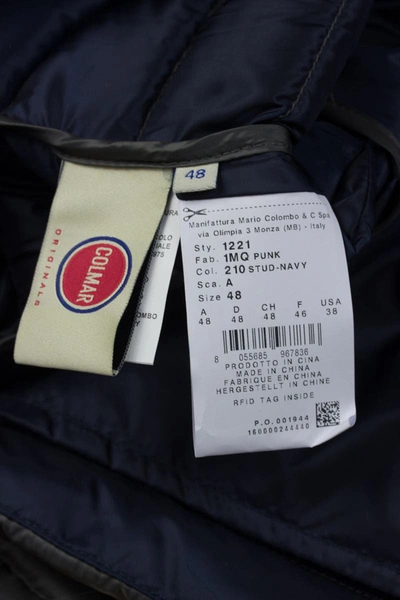 48
COLMAR
ORIGINALS
Manifattura Mario Colombo & C Spa
via Olimpia 3 Monza (MB) - Italy
Sty. 1221
Fab. 1MQ PUNK
Col. 210 STUD-NAVY
Sca. A
Size 48
A D CH F USA
48 48 48 46 38
8 055685 967836
PRODOTTO IN CINA
MADE IN CHINA
FABRIQUE EN CHINE
HERGESTELLT IN CHINE
RFID TAG INSIDE
P.O. 001944
160000244440